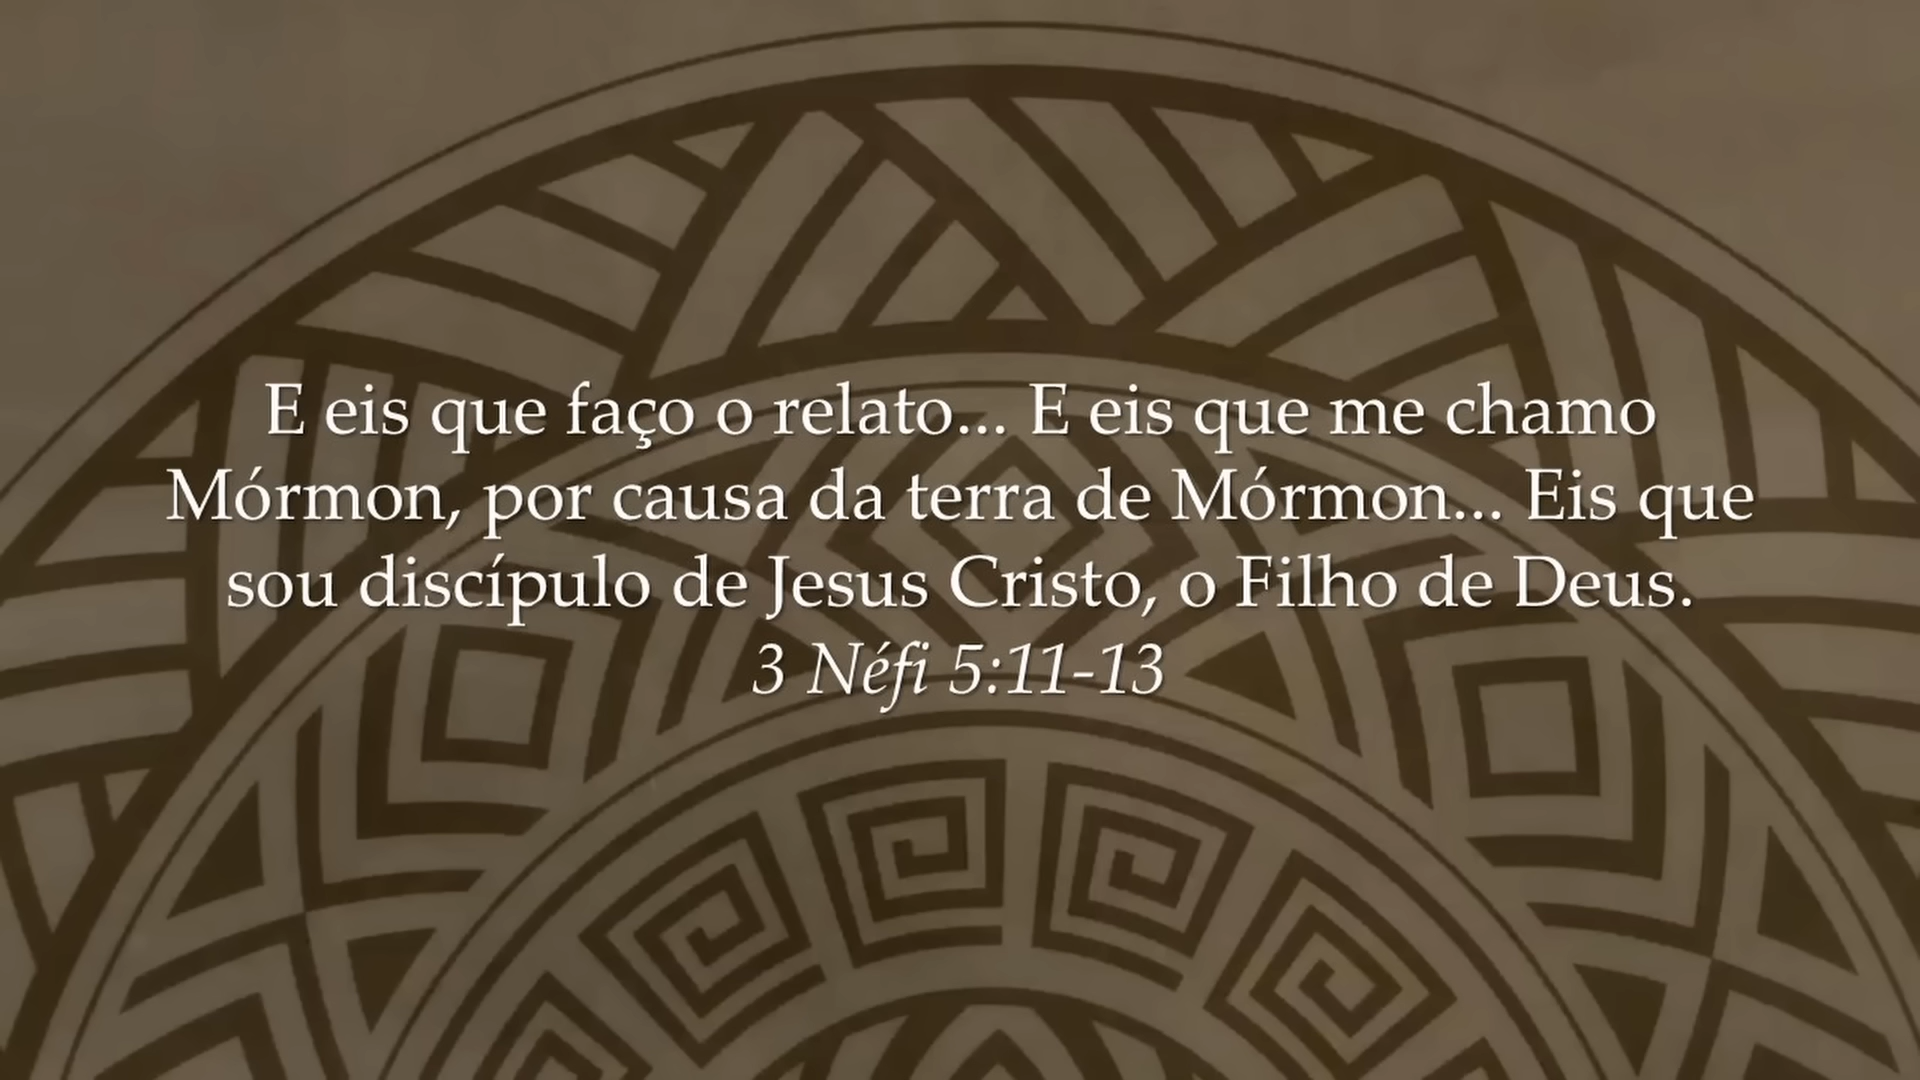 E eis que faço o relato... E eis que me chamo
Mórmon, por causa da terra de Mórmon... Eis que
sou discípulo de Jesus Cristo, o Filho de Deus.
3 Néfi 5:11-13